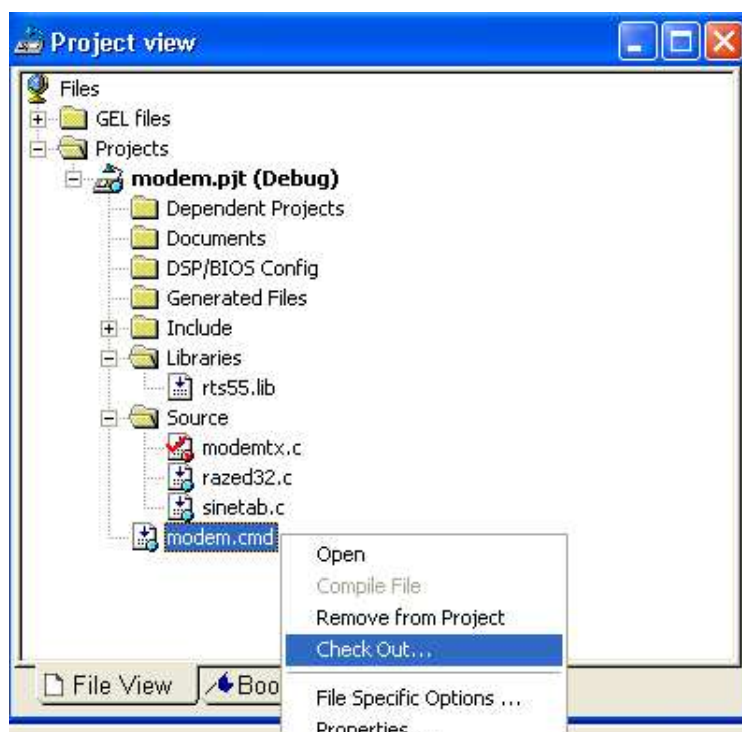 Project view
Files
GEL files
Projects
modem.pjt (Debug)
Dependent Projects
Documents
DSP/BIOS Config
Generated Files
Include
Libraries
rts55.lib
Source
modemtx.c
razed32.c
sinetab.c
modem.cmd
Open
Compile File
Remove from Project
Check Out...
File View
Boo
File Specific Options ...
Properties ...